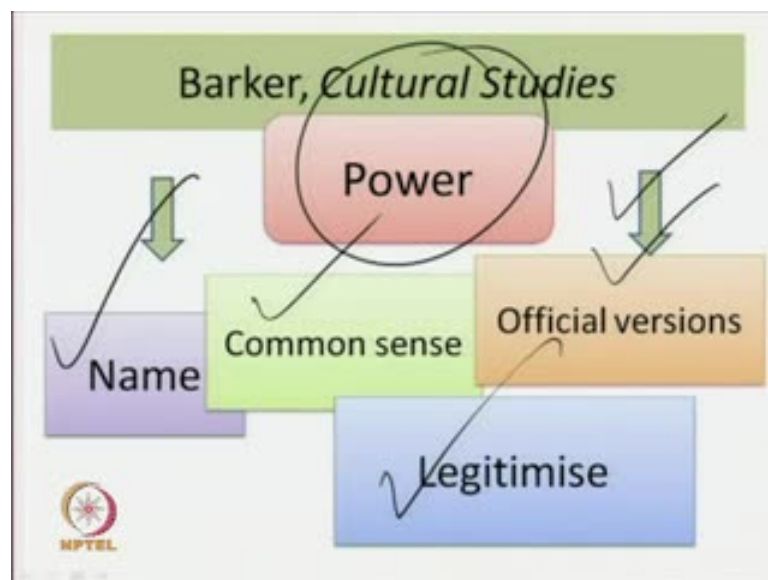 Barker, Cultural Studies
Power
Name
Common sense
Official versions
Legitimise
NPTEL